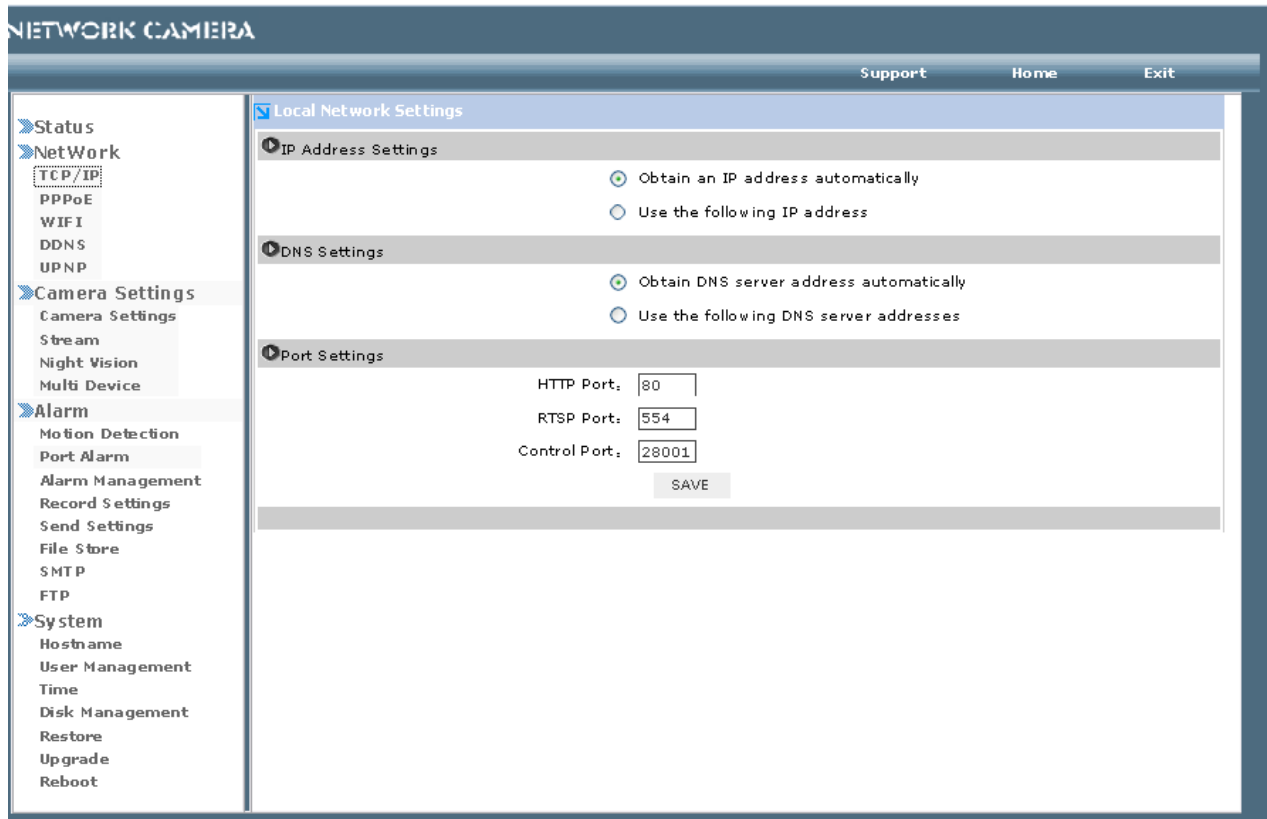 NETWORK CAMERA
Support Home Exit
Status
NetWork
TCP/IP
PPPoE
WIFI
DDNS
UPNP
Camera Settings
Camera Settings
Stream
Night Vision
Multi Device
Alarm
Motion Detection
Port Alarm
Alarm Management
Record Settings
Send Settings
File Store
SMTP
FTP
System
Hostname
User Management
Time
Disk Management
Restore
Upgrade
Reboot
Local Network Settings
IP Address Settings
Obtain an IP address automatically
Use the following IP address
DNS Settings
Obtain DNS server address automatically
Use the following DNS server addresses
Port Settings
HTTP Port: 80
RTSP Port: 554
Control Port: 28001
SAVE